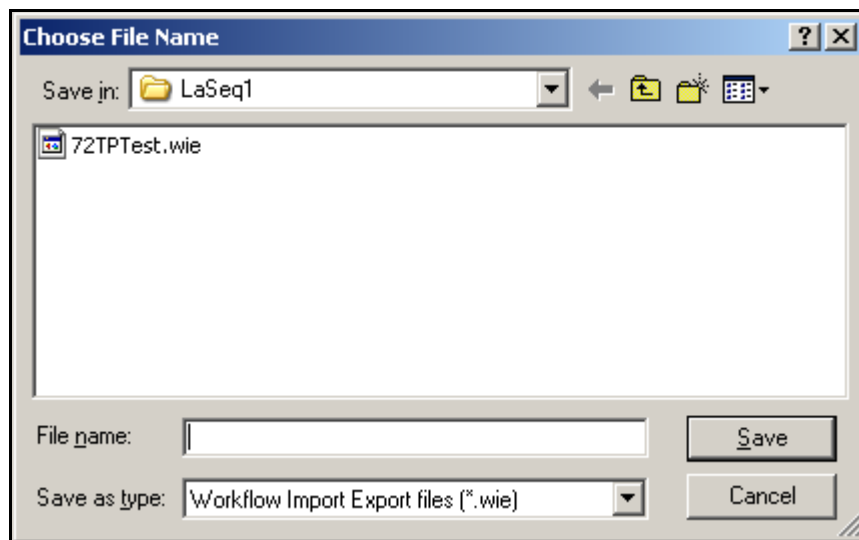 Choose File Name
Save in: LaSeq1
72TPTest.wie
File name: Save
Save as type: Workflow Import Export files (*.wie) Cancel